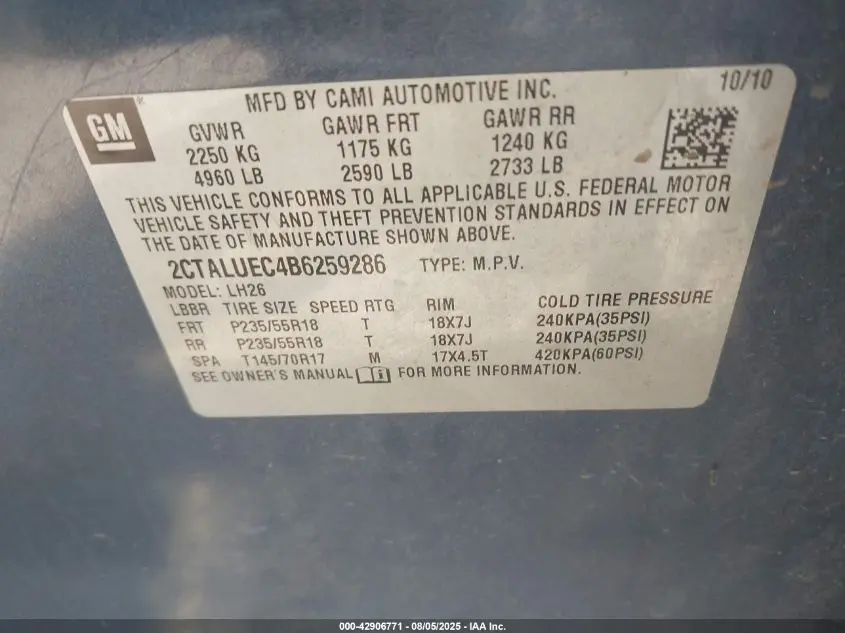 MFD BY CAMI AUTOMOTIVE INC. 10/10
GM
GVWR GAWR FRT GAWR RR
2250 KG 1175 KG 1240 KG
4960 LB 2590 LB 2733 LB
THIS VEHICLE CONFORMS TO ALL APPLICABLE U.S. FEDERAL MOTOR
VEHICLE SAFETY AND THEFT PREVENTION STANDARDS IN EFFECT ON
THE DATE OF MANUFACTURE SHOWN ABOVE.
2CTALUEC4B6259286 TYPE: M.P.V.
MODEL: LH26
LBBR TIRE SIZE SPEED RTG RIM COLD TIRE PRESSURE
FRT P235/55R18 T 18X7J 240KPA(35PSI)
RR P235/55R18 T 18X7J 240KPA(35PSI)
SPA T145/70R17 M 17X4.5T 420KPA(60PSI)
SEE OWNER'S MANUAL FOR MORE INFORMATION.
000-42906771 - 08/05/2025 - IAA Inc.